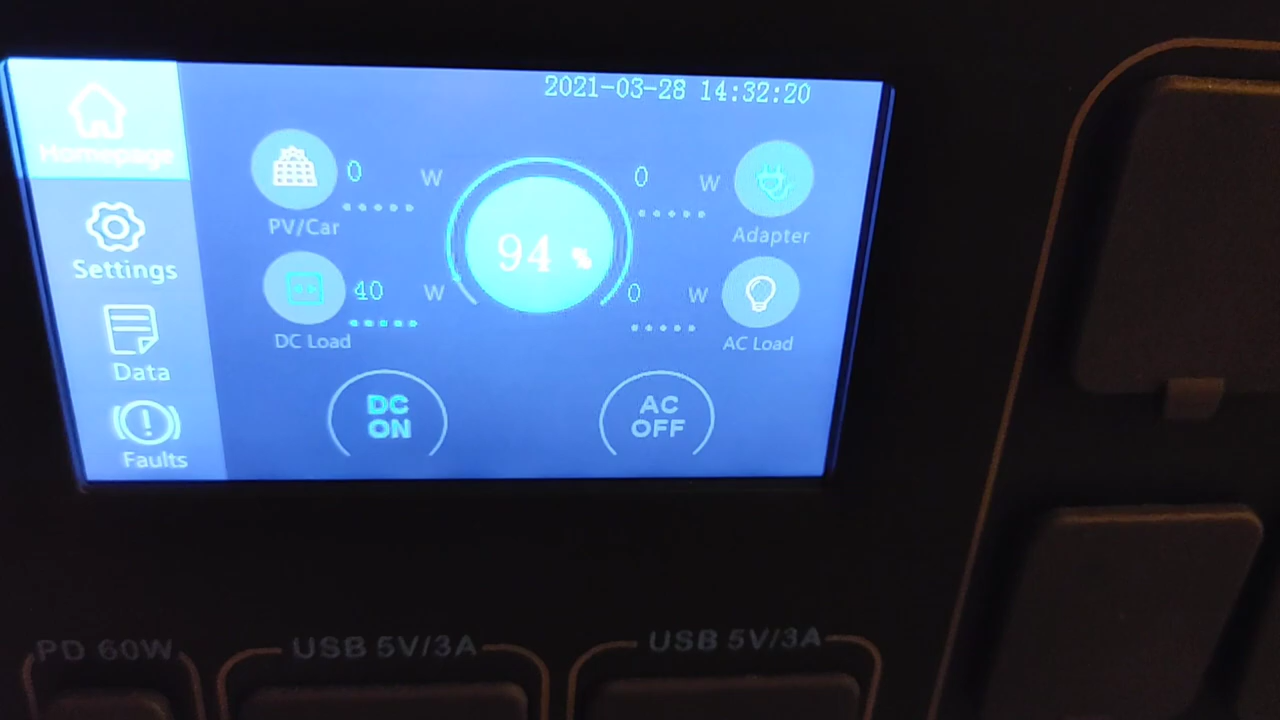 2021-03-28 14:32:20
Homepage
Settings
Data
Faults
0 W
PV/Car
40 W
DC Load
94 %
0 W
Adapter
0 W
AC Load
DC
ON
AC
OFF
PD 60W
USB 5V/3A
USB 5V/3A